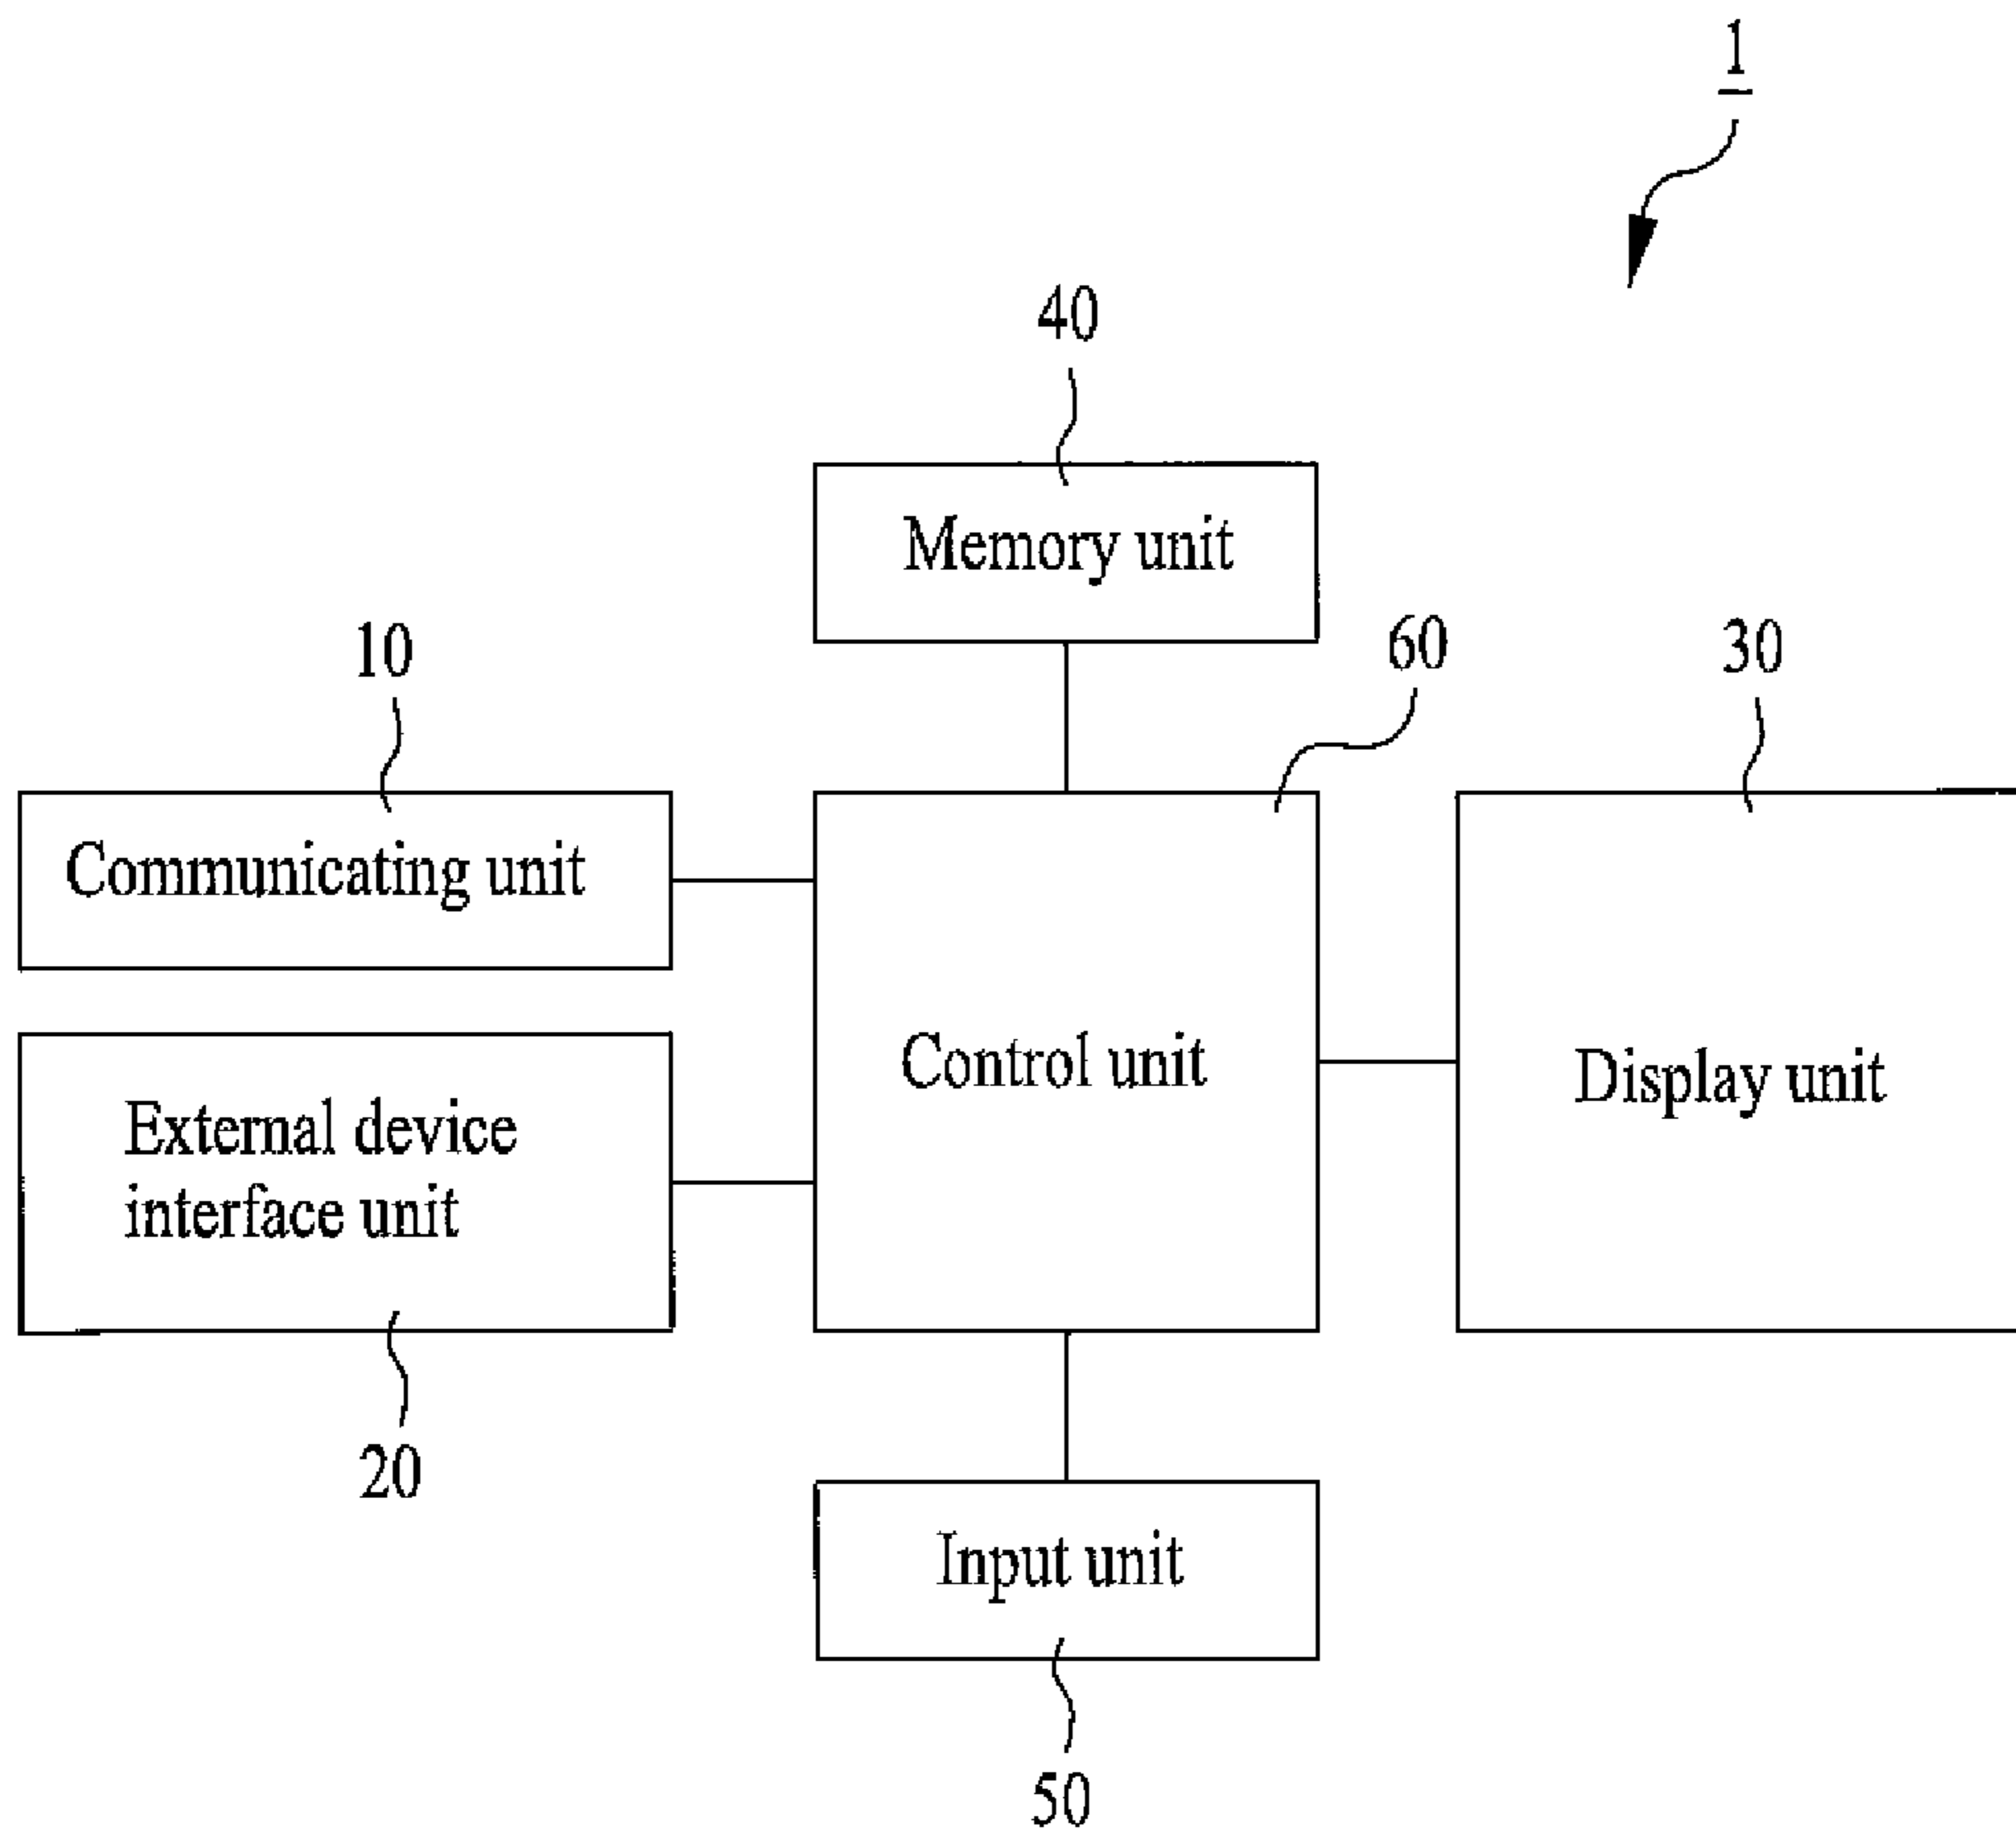 1
40
Memory unit
10
60
30
Communicating unit
Control unit
Display unit
External device
interface unit
20
Input unit
50